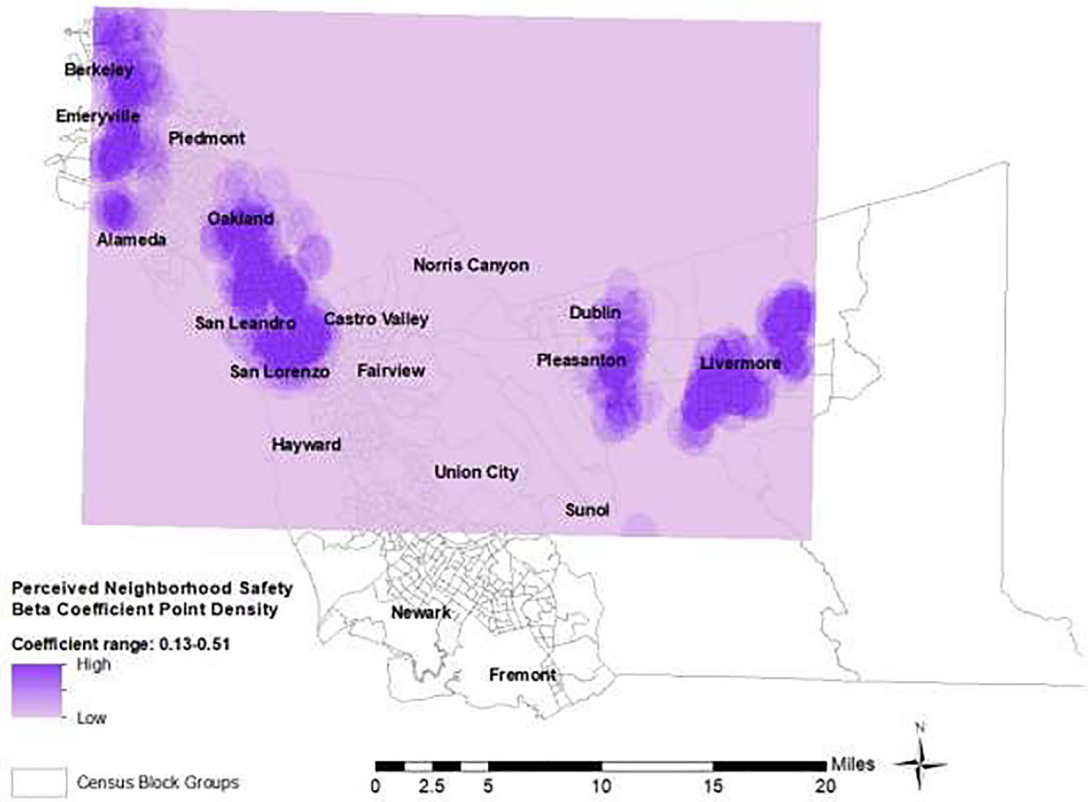 Berkeley
Emeryville
Piedmont
Oakland
Alameda
Norris Canyon
Dublin
San Leandro
Castro Valley
Pleasanton
Livermore
San Lorenzo
Fairview
Hayward
Union City
Sunol
Perceived Neighborhood Safety
Beta Coefficient Point Density
Newark
Coefficient range: 0.13-0.51
High
Low
Fremont
Census Block Groups
Miles
0 2.5 5 10 15 20
N